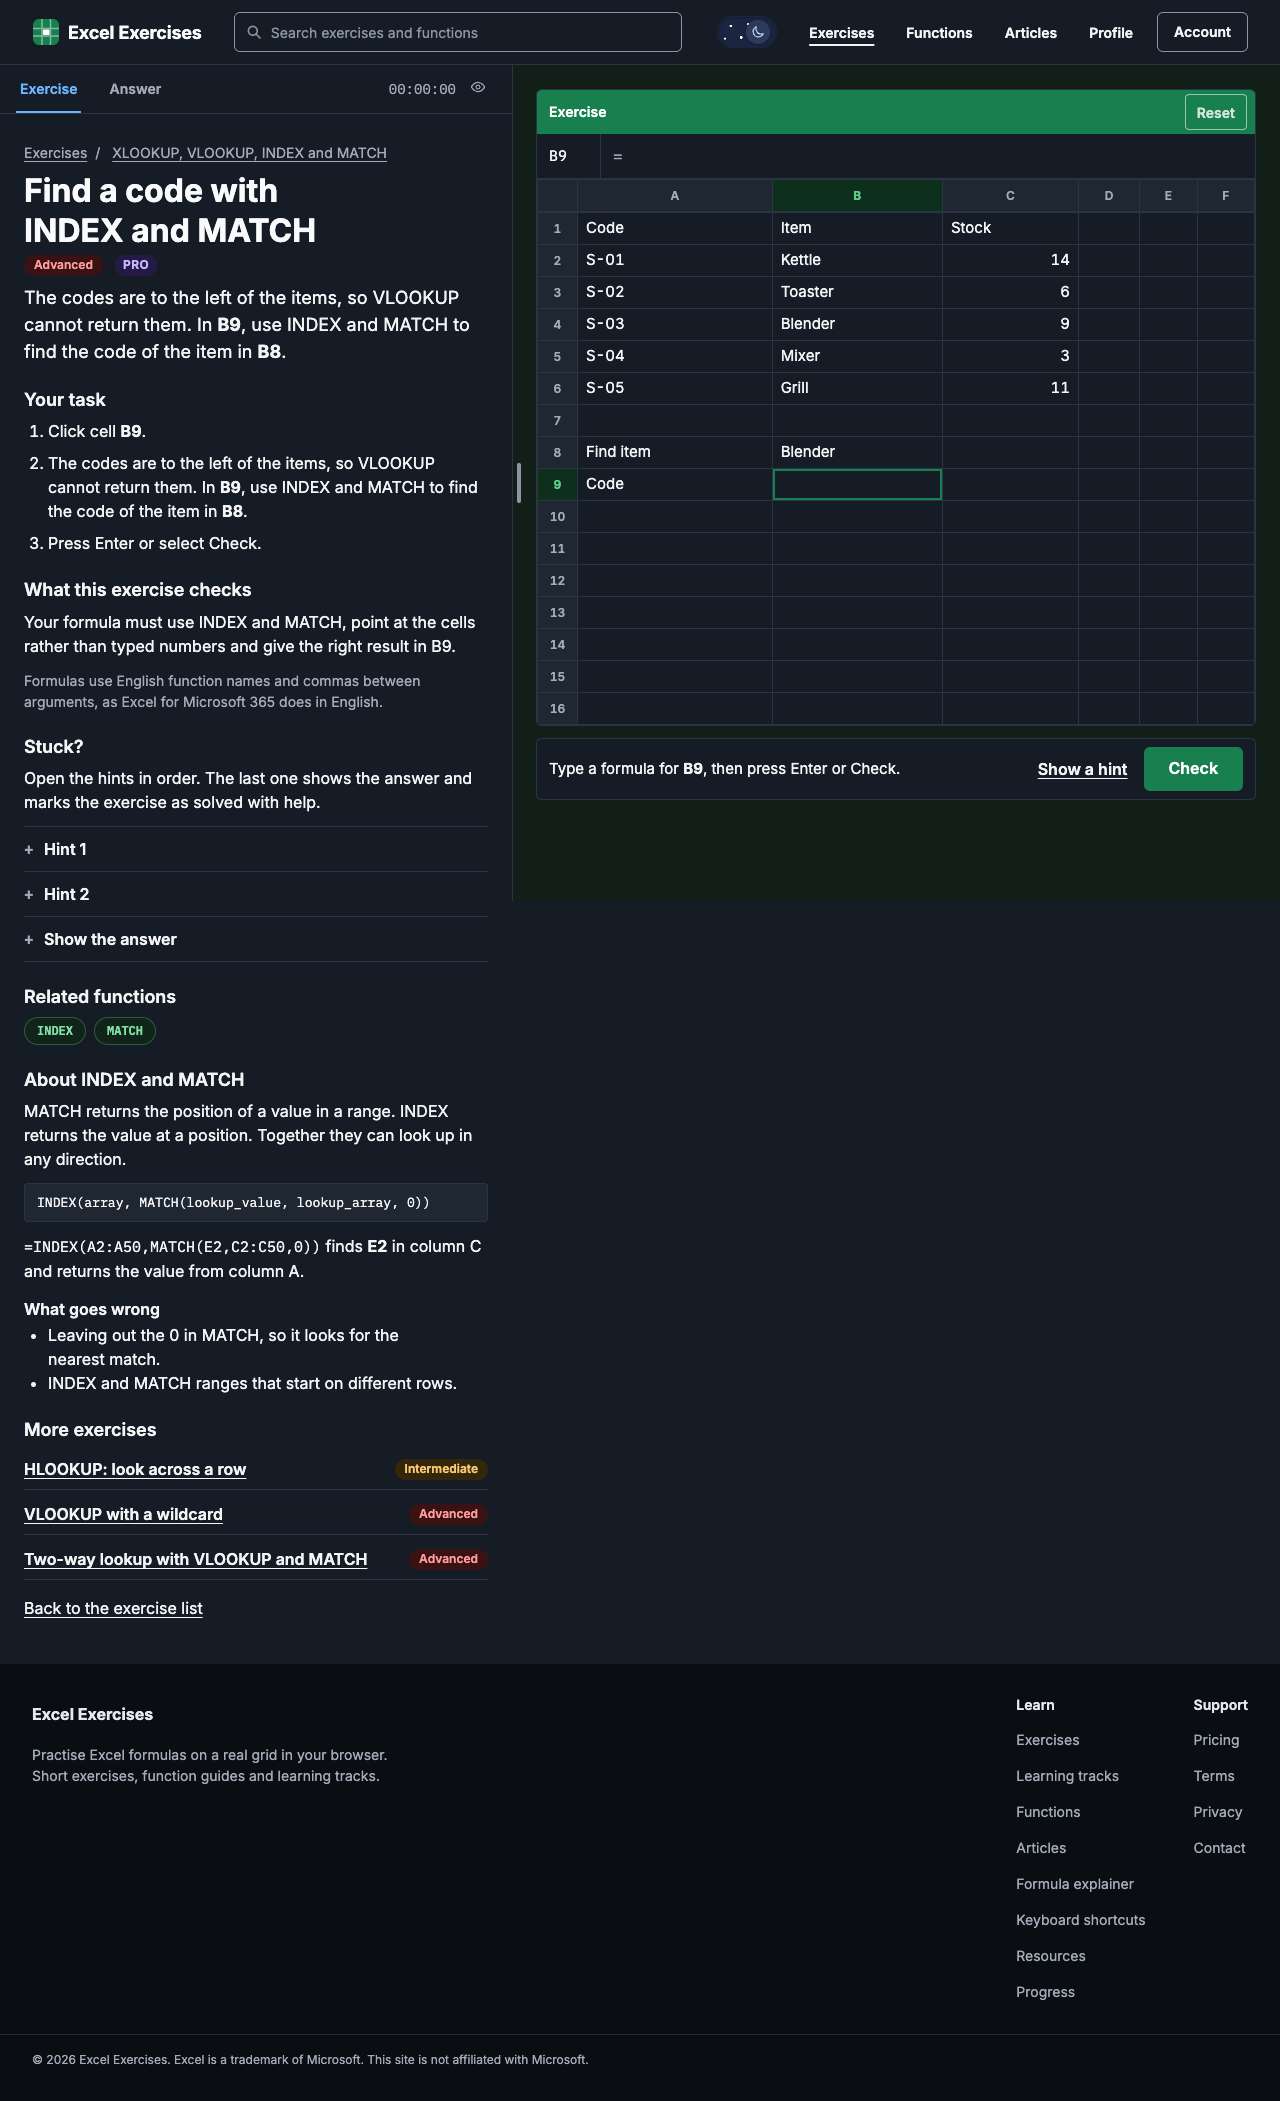 Excel Exercises
Search exercises and functions
Exercises
Functions
Articles
Profile
Account
Exercise
Answer
00:00:00
Exercises / XLOOKUP, VLOOKUP, INDEX and MATCH
Find a code with
INDEX and MATCH
Advanced
PRO
The codes are to the left of the items, so VLOOKUP
cannot return them. In B9, use INDEX and MATCH to
find the code of the item in B8.
Your task
1. Click cell B9.
2. The codes are to the left of the items, so VLOOKUP
cannot return them. In B9, use INDEX and MATCH to find
the code of the item in B8.
3. Press Enter or select Check.
What this exercise checks
Your formula must use INDEX and MATCH, point at the cells
rather than typed numbers and give the right result in B9.
Formulas use English function names and commas between
arguments, as Excel for Microsoft 365 does in English.
Stuck?
Open the hints in order. The last one shows the answer and
marks the exercise as solved with help.
+ Hint 1
+ Hint 2
+ Show the answer
Related functions
INDEX
MATCH
About INDEX and MATCH
MATCH returns the position of a value in a range. INDEX
returns the value at a position. Together they can look up in
any direction.
INDEX(array, MATCH(lookup_value, lookup_array, 0))
=INDEX(A2:A50,MATCH(E2,C2:C50,0)) finds E2 in column C
and returns the value from column A.
What goes wrong
• Leaving out the 0 in MATCH, so it looks for the
nearest match.
• INDEX and MATCH ranges that start on different rows.
More exercises
HLOOKUP: look across a row Intermediate
VLOOKUP with a wildcard Advanced
Two-way lookup with VLOOKUP and MATCH Advanced
Back to the exercise list
Exercise
Reset
B9 =
A B C D E F
1 Code Item Stock
2 S-01 Kettle 14
3 S-02 Toaster 6
4 S-03 Blender 9
5 S-04 Mixer 3
6 S-05 Grill 11
7
8 Find item Blender
9 Code
10
11
12
13
14
15
16
Type a formula for B9, then press Enter or Check.
Show a hint
Check
Excel Exercises
Practise Excel formulas on a real grid in your browser.
Short exercises, function guides and learning tracks.
Learn
Exercises
Learning tracks
Functions
Articles
Formula explainer
Keyboard shortcuts
Resources
Progress
Support
Pricing
Terms
Privacy
Contact
© 2026 Excel Exercises. Excel is a trademark of Microsoft. This site is not affiliated with Microsoft.